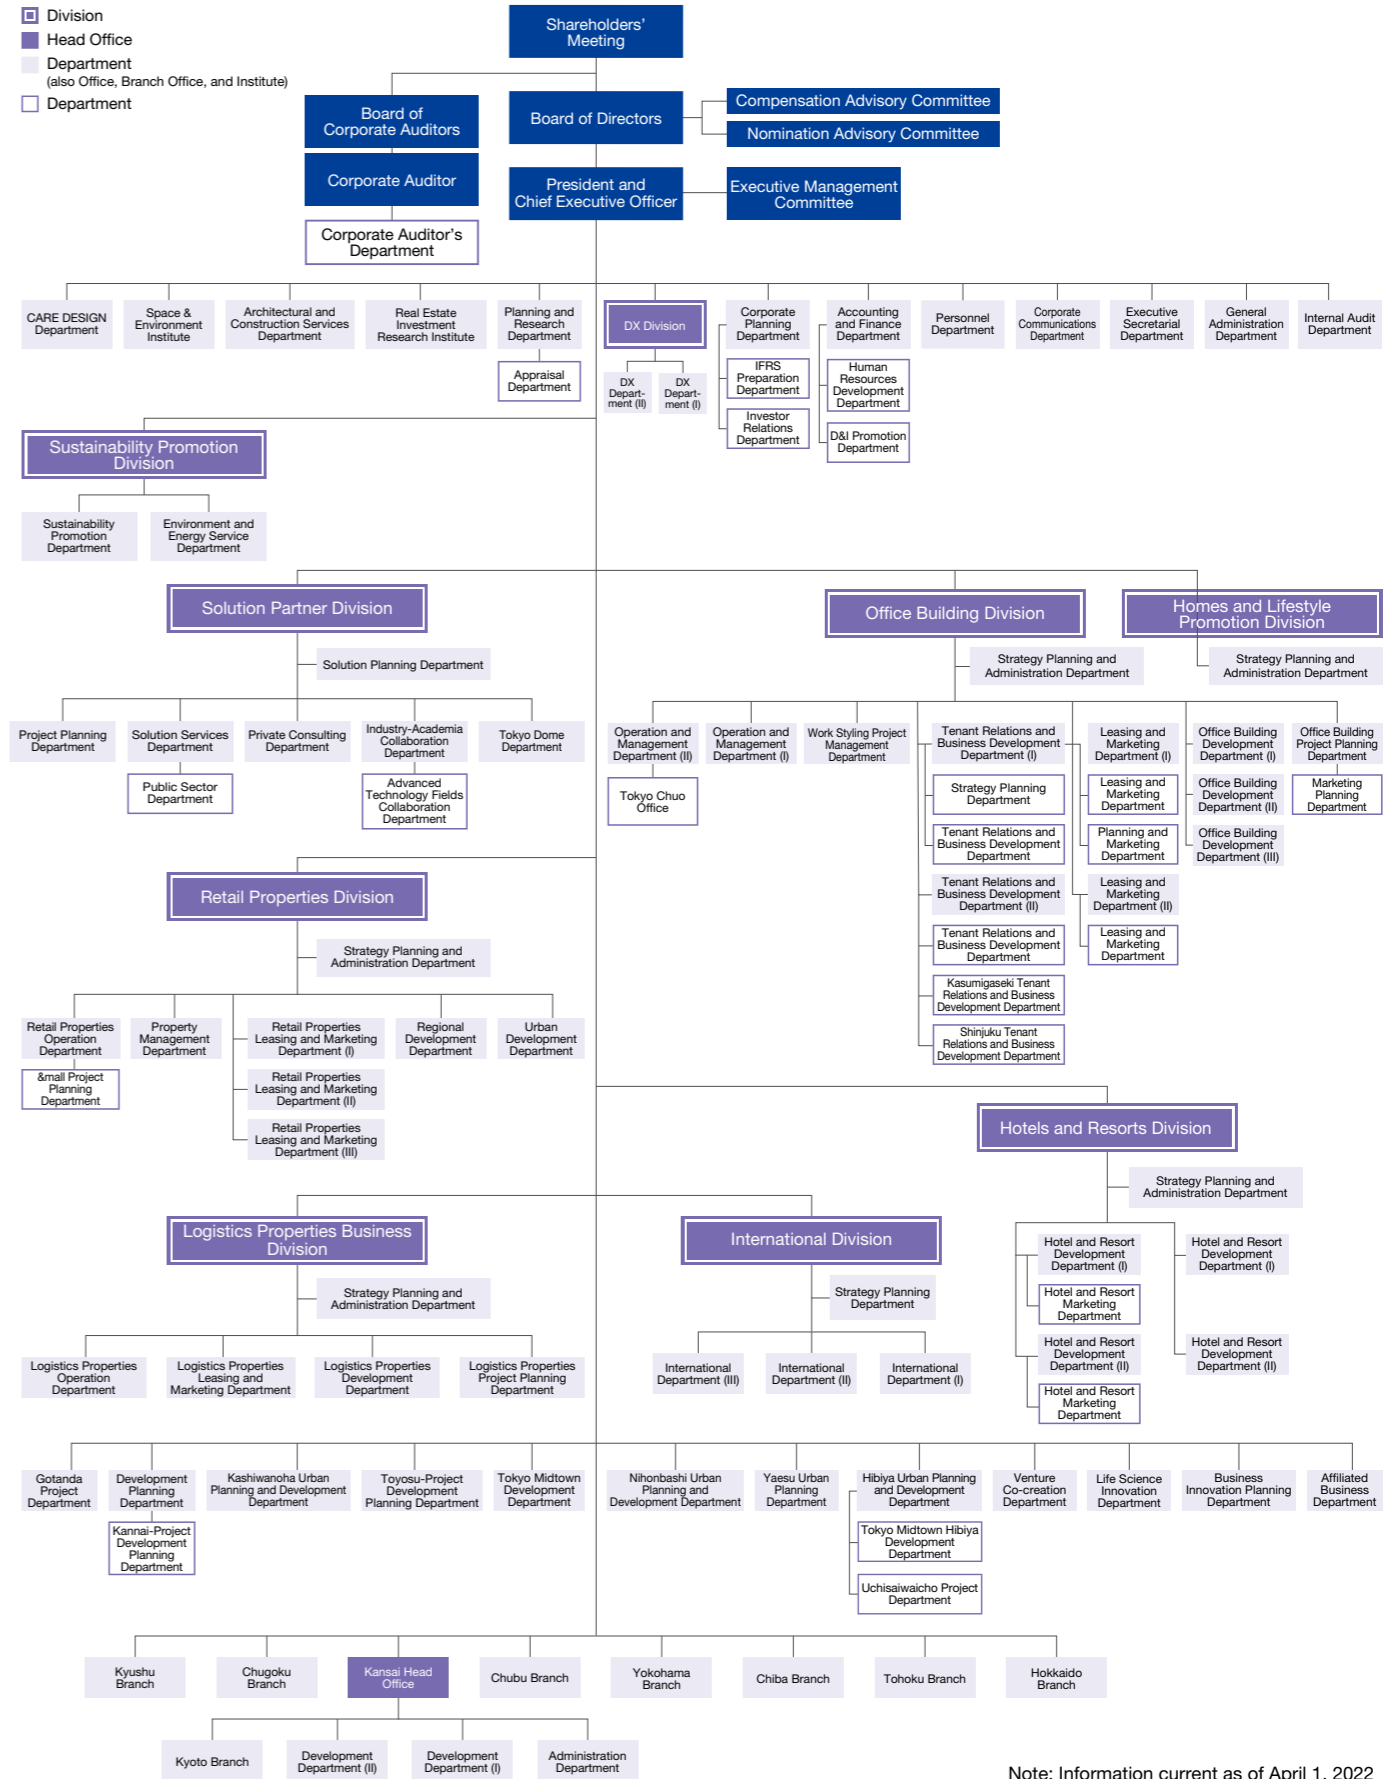 Division
Head Office
Department
(also Office, Branch Office, and Institute)
Department
Shareholders'
Meeting
Board of
Corporate Auditors
Board of Directors
Compensation Advisory Committee
Nomination Advisory Committee
Corporate Auditor
President and
Chief Executive Officer
Executive Management
Committee
Corporate Auditor's
Department
CARE DESIGN
Department
Space &
Environment
Institute
Architectural and
Construction Services
Department
Real Estate
Investment
Research Institute
Planning and
Research
Department
Appraisal
Department
DX Division
DX
Depart-
ment (II)
DX
Depart-
ment (I)
Corporate
Planning
Department
IFRS
Preparation
Department
Investor
Relations
Department
Accounting
and Finance
Department
Human
Resources
Development
Department
D&I Promotion
Department
Personnel
Department
Corporate
Communications
Department
Executive
Secretarial
Department
General
Administration
Department
Internal Audit
Department
Sustainability Promotion
Division
Sustainability
Promotion
Department
Environment and
Energy Service
Department
Solution Partner Division
Solution Planning Department
Project Planning
Department
Solution Services
Department
Public Sector
Department
Private Consulting
Department
Industry-Academia
Collaboration
Department
Advanced
Technology Fields
Collaboration
Department
Tokyo Dome
Department
Office Building Division
Strategy Planning and
Administration Department
Homes and Lifestyle
Promotion Division
Strategy Planning and
Administration Department
Operation and
Management
Department (II)
Tokyo Chuo
Office
Operation and
Management
Department (I)
Work Styling Project
Management
Department
Tenant Relations and
Business Development
Department (I)
Strategy Planning
Department
Tenant Relations and
Business Development
Department
Tenant Relations and
Business Development
Department (II)
Tenant Relations and
Business Development
Department
Kasumigaseki Tenant
Relations and Business
Development Department
Shinjuku Tenant
Relations and Business
Development Department
Leasing and
Marketing
Department (I)
Leasing and
Marketing
Department
Planning and
Marketing
Department
Leasing and
Marketing
Department (II)
Leasing and
Marketing
Department
Office Building
Development
Department (I)
Office Building
Development
Department (II)
Office Building
Development
Department (III)
Office Building
Project Planning
Department
Marketing
Planning
Department
Retail Properties Division
Strategy Planning and
Administration Department
Retail Properties
Operation
Department
&mall Project
Planning
Department
Property
Management
Department
Retail Properties
Leasing and Marketing
Department (I)
Retail Properties
Leasing and Marketing
Department (II)
Retail Properties
Leasing and Marketing
Department (III)
Regional
Development
Department
Urban
Development
Department
Hotels and Resorts Division
Strategy Planning and
Administration Department
Hotel and Resort
Development
Department (I)
Hotel and Resort
Marketing
Department
Hotel and Resort
Development
Department (II)
Hotel and Resort
Marketing
Department
Hotel and Resort
Development
Department (I)
Hotel and Resort
Development
Department (II)
Logistics Properties Business
Division
Strategy Planning and
Administration Department
Logistics Properties
Operation
Department
Logistics Properties
Leasing and
Marketing Department
Logistics Properties
Development
Department
Logistics Properties
Project Planning
Department
International Division
Strategy Planning
Department
International
Department (III)
International
Department (II)
International
Department (I)
Gotanda
Project
Department
Development
Planning
Department
Kannai-Project
Development
Planning
Department
Kashiwanoha Urban
Planning and Development
Department
Toyosu-Project
Development
Planning Department
Tokyo Midtown
Development
Department
Nihonbashi Urban
Planning and
Development Department
Yaesu Urban
Planning
Department
Hibiya Urban Planning
and Development
Department
Tokyo Midtown Hibiya
Development
Department
Uchisaiwaicho Project
Department
Venture
Co-creation
Department
Life Science
Innovation
Department
Business
Innovation Planning
Department
Affiliated
Business
Department
Kyushu
Branch
Chugoku
Branch
Kansai Head
Office
Chubu Branch
Yokohama
Branch
Chiba Branch
Tohoku Branch
Hokkaido
Branch
Kyoto Branch
Development
Department (II)
Development
Department (I)
Administration
Department
Note: Information current as of April 1, 2022